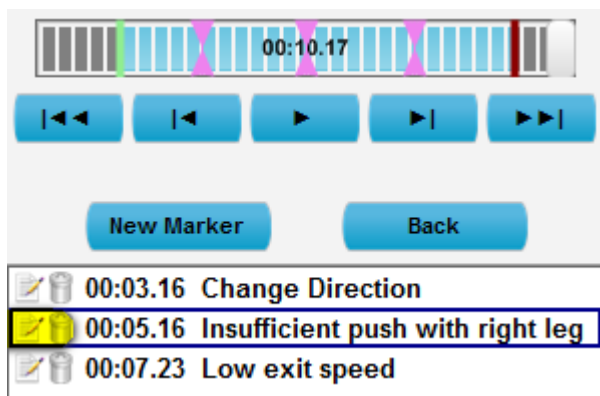 00:10.17
New Marker
Back
00:03.16 Change Direction
00:05.16 Insufficient push with right leg
00:07.23 Low exit speed